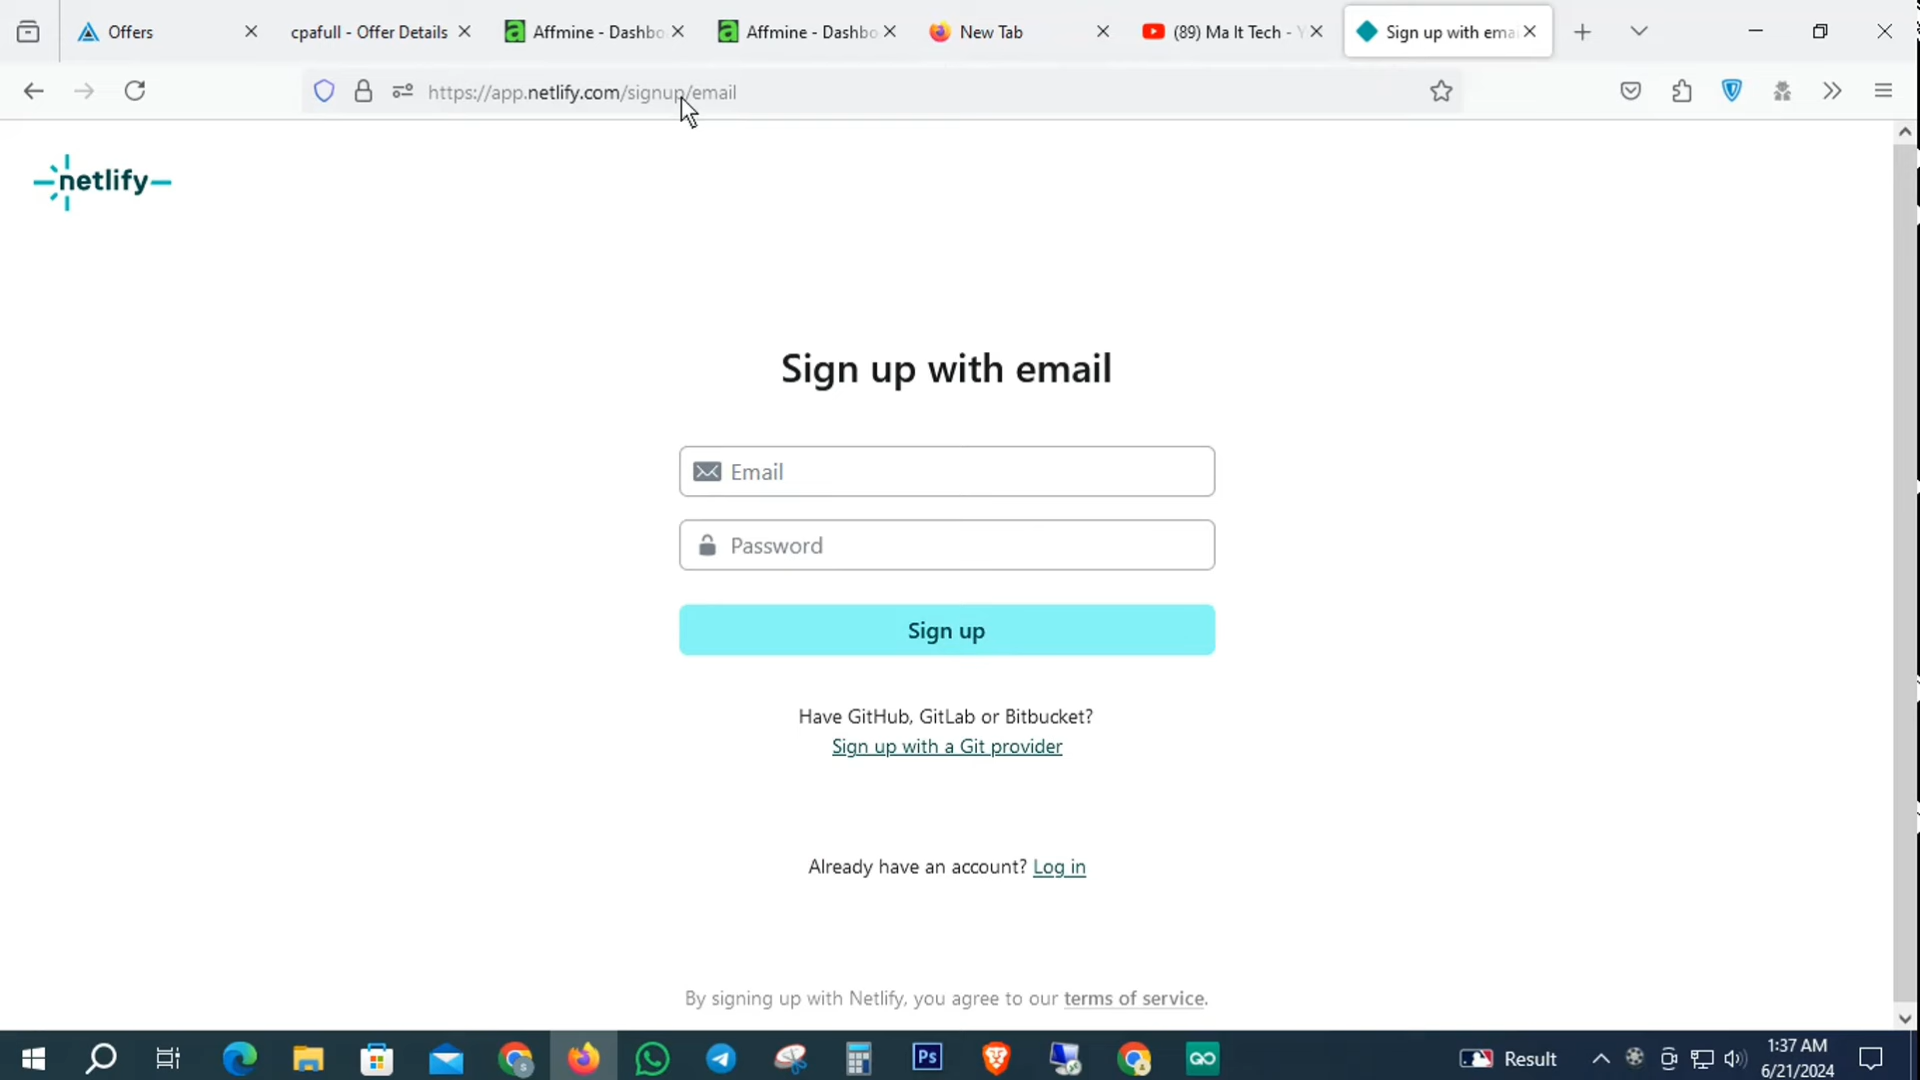 Offers
cpafull - Offer Details
Affmine - Dashbo
Affmine - Dashbo
New Tab
(89) Ma It Tech - Y
Sign up with ema
https://app.netlify.com/signup/email
netlify
Sign up with email
Email
Password
Sign up
Have GitHub, GitLab or Bitbucket?
Sign up with a Git provider
Already have an account? Log in
By signing up with Netlify, you agree to our terms of service.
Ps
Result
1:37 AM
6/21/2024